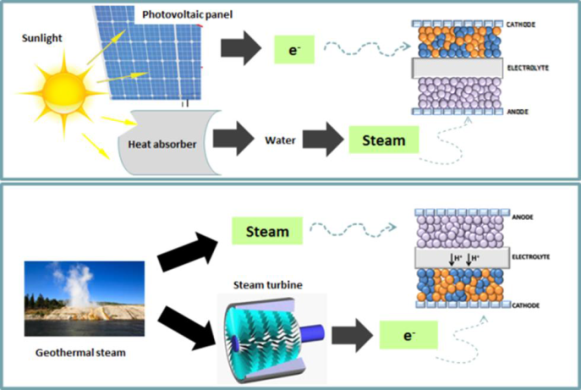 Photovoltaic panel
Sunlight
e-
CATHODE
ELECTROLYTE
ANODE
Heat absorber
Water
Steam
Steam
ANODE
H+ H+
ELECTROLYTE
CATHODE
Steam turbine
e-
Geothermal steam